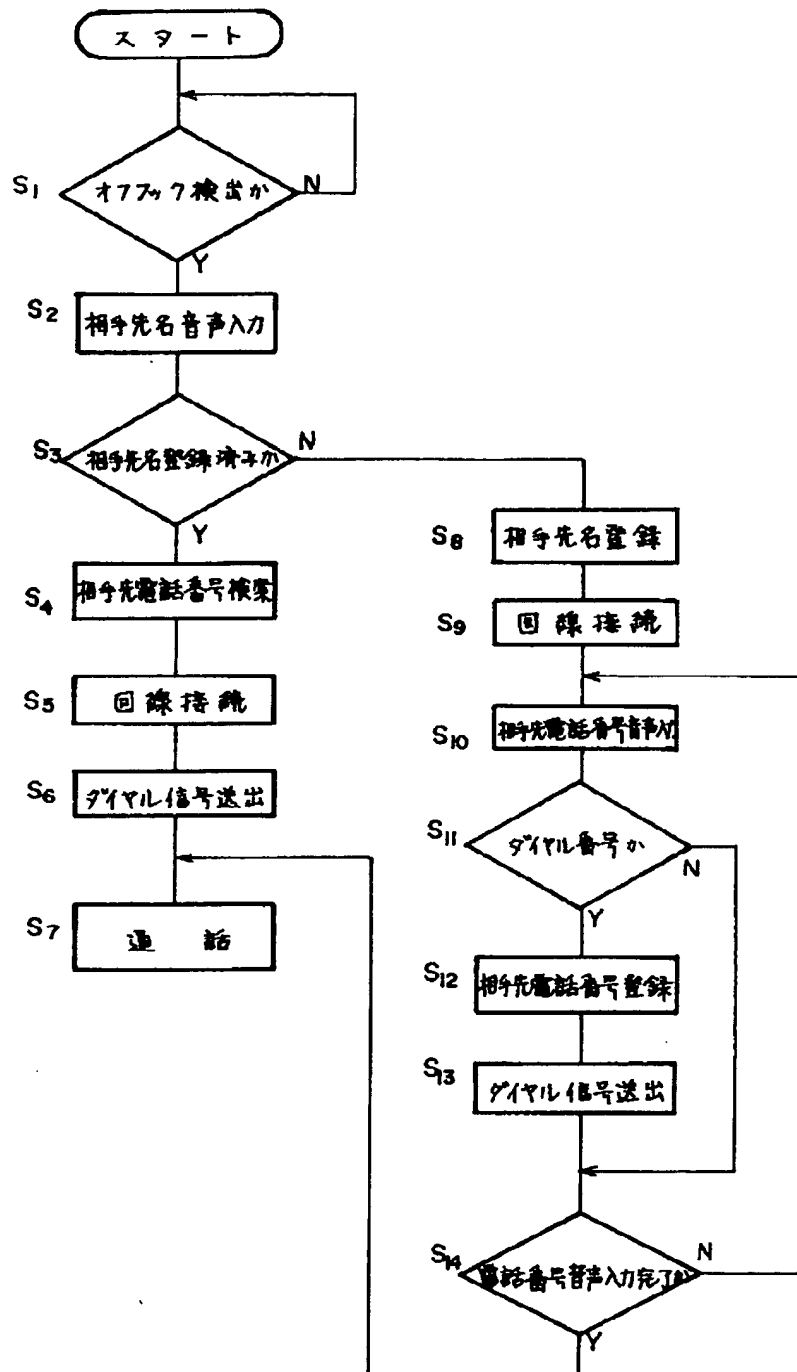 スタート
S1
オフフック検出か
N
Y
S2
相手先名音声入力
S3
相手先名登録済みか
N
Y
S4
相手先電話番号検索
S5
回線接続
S6
ダイヤル信号送出
S7
通話
S8
相手先名登録
S9
回線接続
S10
相手先電話番号音声入力
S11
ダイヤル番号か
N
Y
S12
相手先電話番号登録
S13
ダイヤル信号送出
S14
電話番号音声入力完了か
N
Y